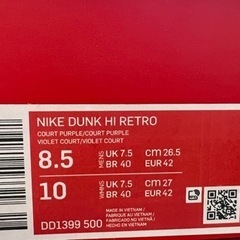 NIKE DUNK HI RETRO
COURT PURPLE/COURT PURPLE
VIOLET COURT/VIOLET COURT
8.5 MENS UK 7.5 CM 26.5
BR 40 EUR 42
10 WMNS UK 7.5 CM 27
BR 40 EUR 42
DD1399 500
MADE IN VIETNAM /
FABRIQUÉ AU VIETNAM /
FABRICADO NO VIETNÃ /
HECHO EN VIETNAM